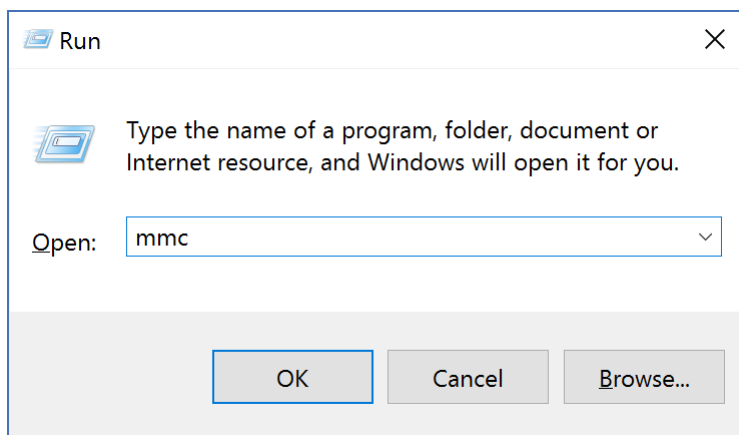 Run
Type the name of a program, folder, document or
Internet resource, and Windows will open it for you.
Open: mmc
OK Cancel Browse...